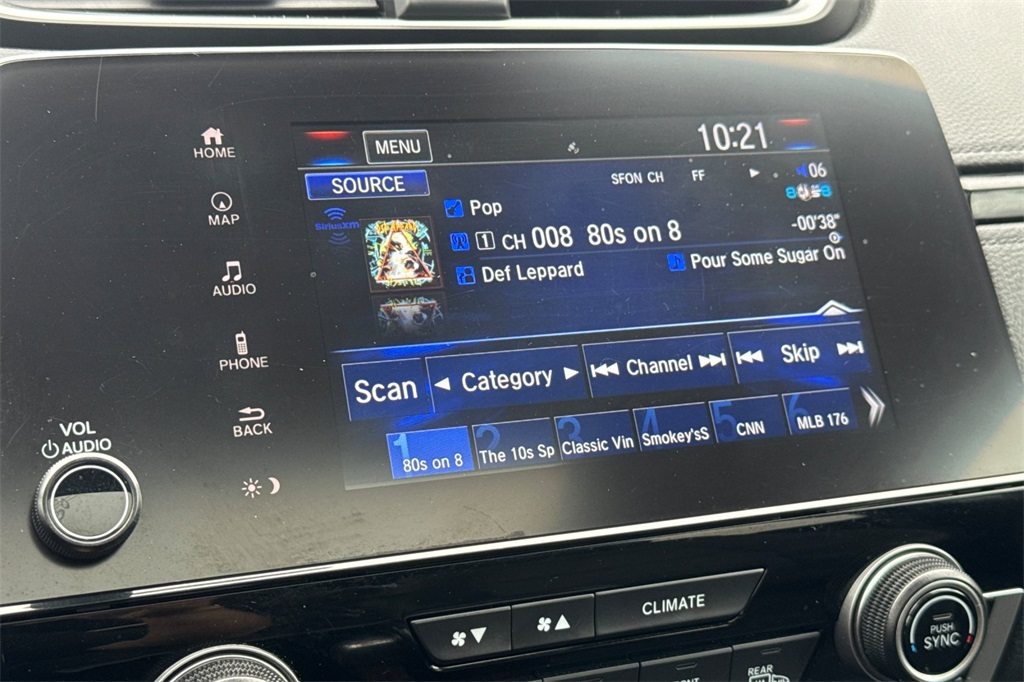 HOME
MAP
AUDIO
PHONE
BACK
VOL
AUDIO
MENU
10:21
SOURCE
SFON CH FF 06
siriusxm
Pop
-00'38"
1 CH 008 80s on 8
Def Leppard
Pour Some Sugar On
Scan
Category
Channel
Skip
1 80s on 8
2 The 10s Sp
3 Classic Vin
4 Smokey'sS
5 CNN
6 MLB 176
CLIMATE
PUSH
SYNC
REAR